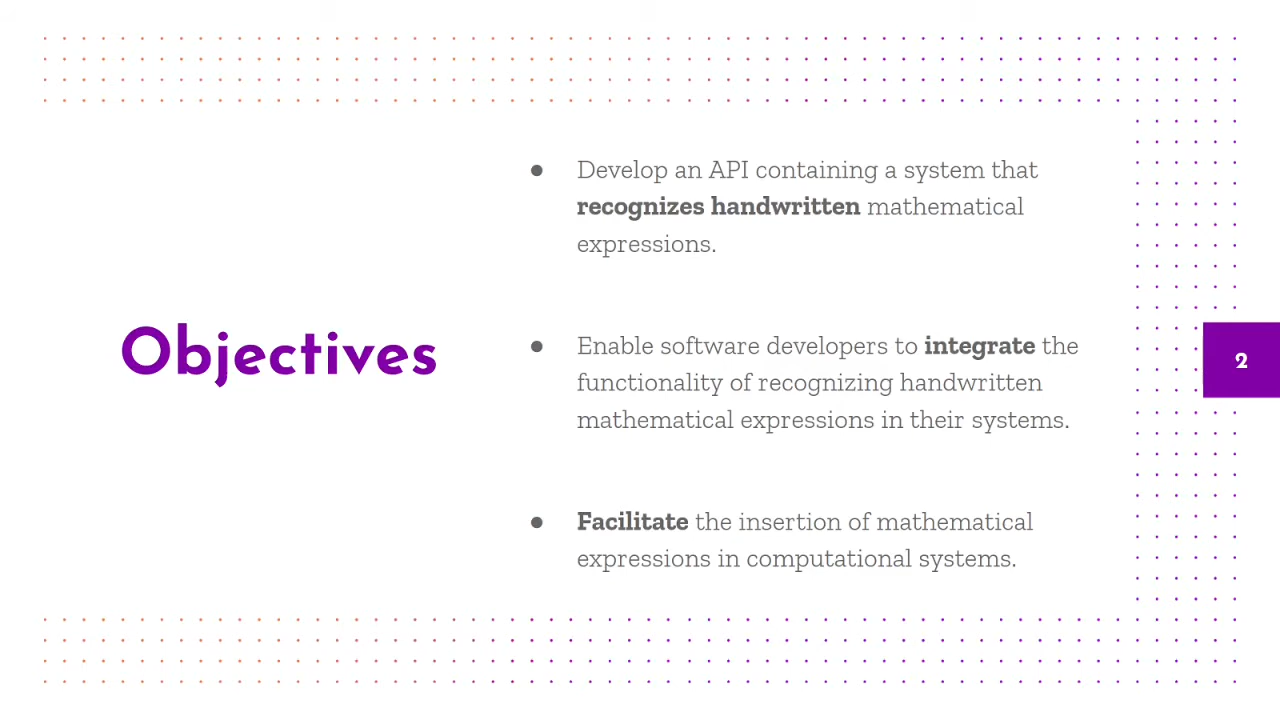 Objectives
● Develop an API containing a system that
recognizes handwritten mathematical
expressions.
● Enable software developers to integrate the
functionality of recognizing handwritten
mathematical expressions in their systems.
● Facilitate the insertion of mathematical
expressions in computational systems.
2